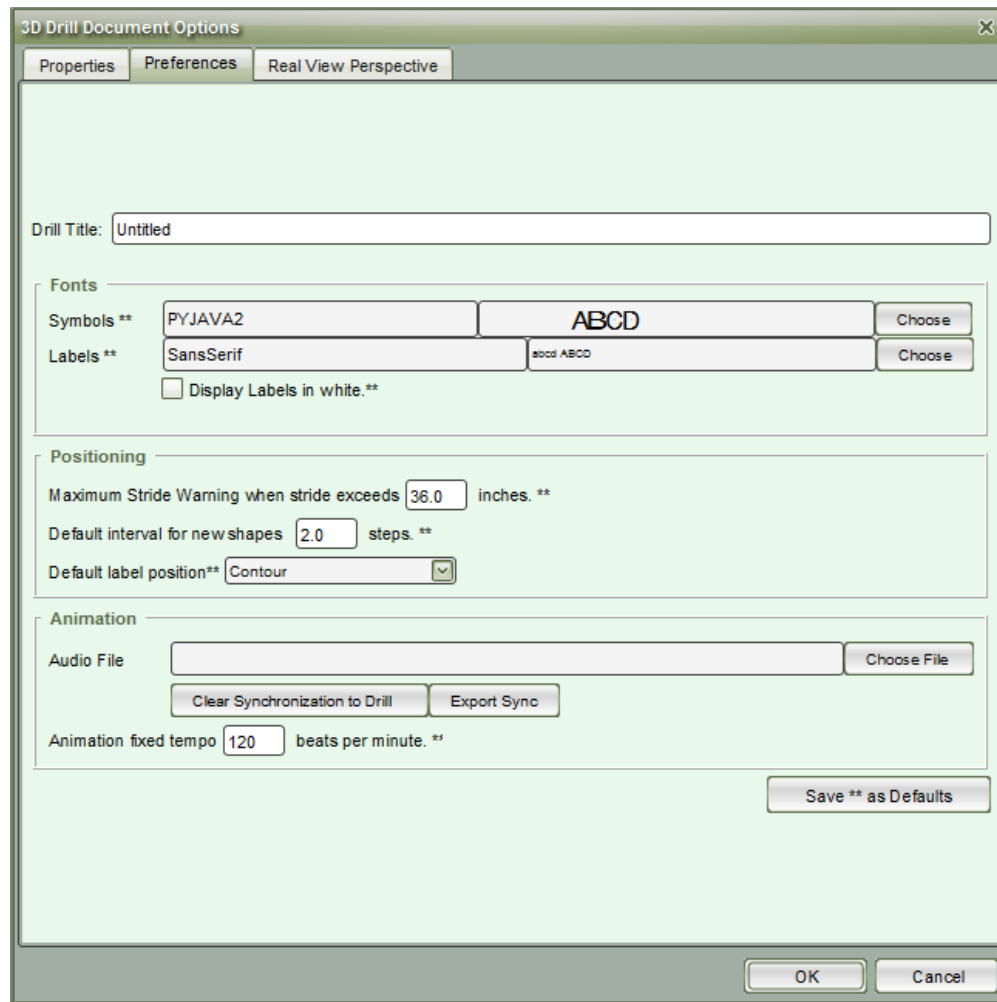 3D Drill Document Options
Properties Preferences Real View Perspective
Drill Title: Untitled
Fonts
Symbols ** PYJAVA2 ABCD Choose
Labels ** SansSerif abcd ABCD Choose
Display Labels in white.**
Positioning
Maximum Stride Warning when stride exceeds 36.0 inches. **
Default interval for new shapes 2.0 steps. **
Default label position** Contour
Animation
Audio File Choose File
Clear Synchronization to Drill Export Sync
Animation fixed tempo 120 beats per minute. **
Save ** as Defaults
OK Cancel